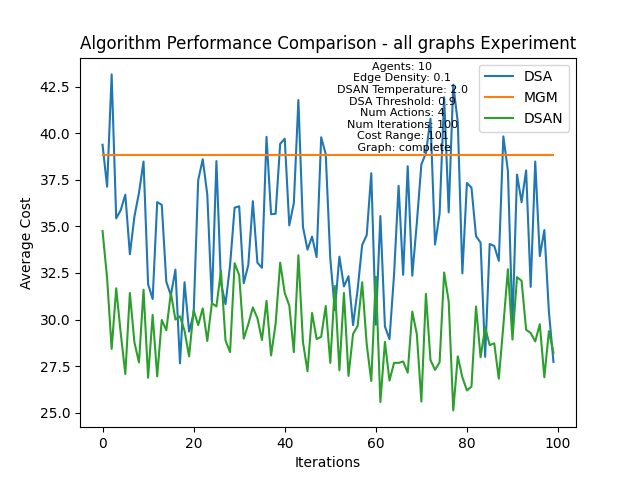 Algorithm Performance Comparison - all graphs Experiment
Agents: 10
Edge Density: 0.1
DSAN Temperature: 2.0
DSA Threshold: 0.9
Num Actions: 4
Num Iterations: 100
Cost Range: 101
Graph: complete
DSA
MGM
DSAN
Average Cost
42.5
40.0
37.5
35.0
32.5
30.0
27.5
25.0
0
20
40
60
80
100
Iterations